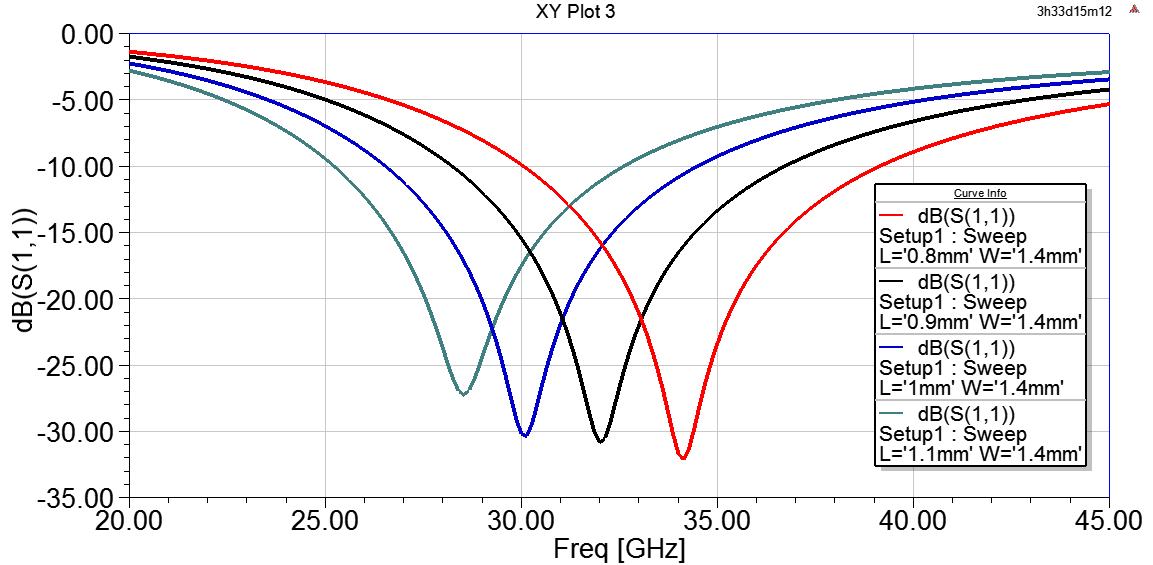 XY Plot 3
3h33d15m12
0.00
-5.00
-10.00
-15.00
-20.00
-25.00
-30.00
-35.00
dB(S(1,1))
20.00 25.00 30.00 35.00 40.00 45.00
Freq [GHz]
Curve Info
dB(S(1,1))
Setup1 : Sweep
L='0.8mm' W='1.4mm'
dB(S(1,1))
Setup1 : Sweep
L='0.9mm' W='1.4mm'
dB(S(1,1))
Setup1 : Sweep
L='1mm' W='1.4mm'
dB(S(1,1))
Setup1 : Sweep
L='1.1mm' W='1.4mm'